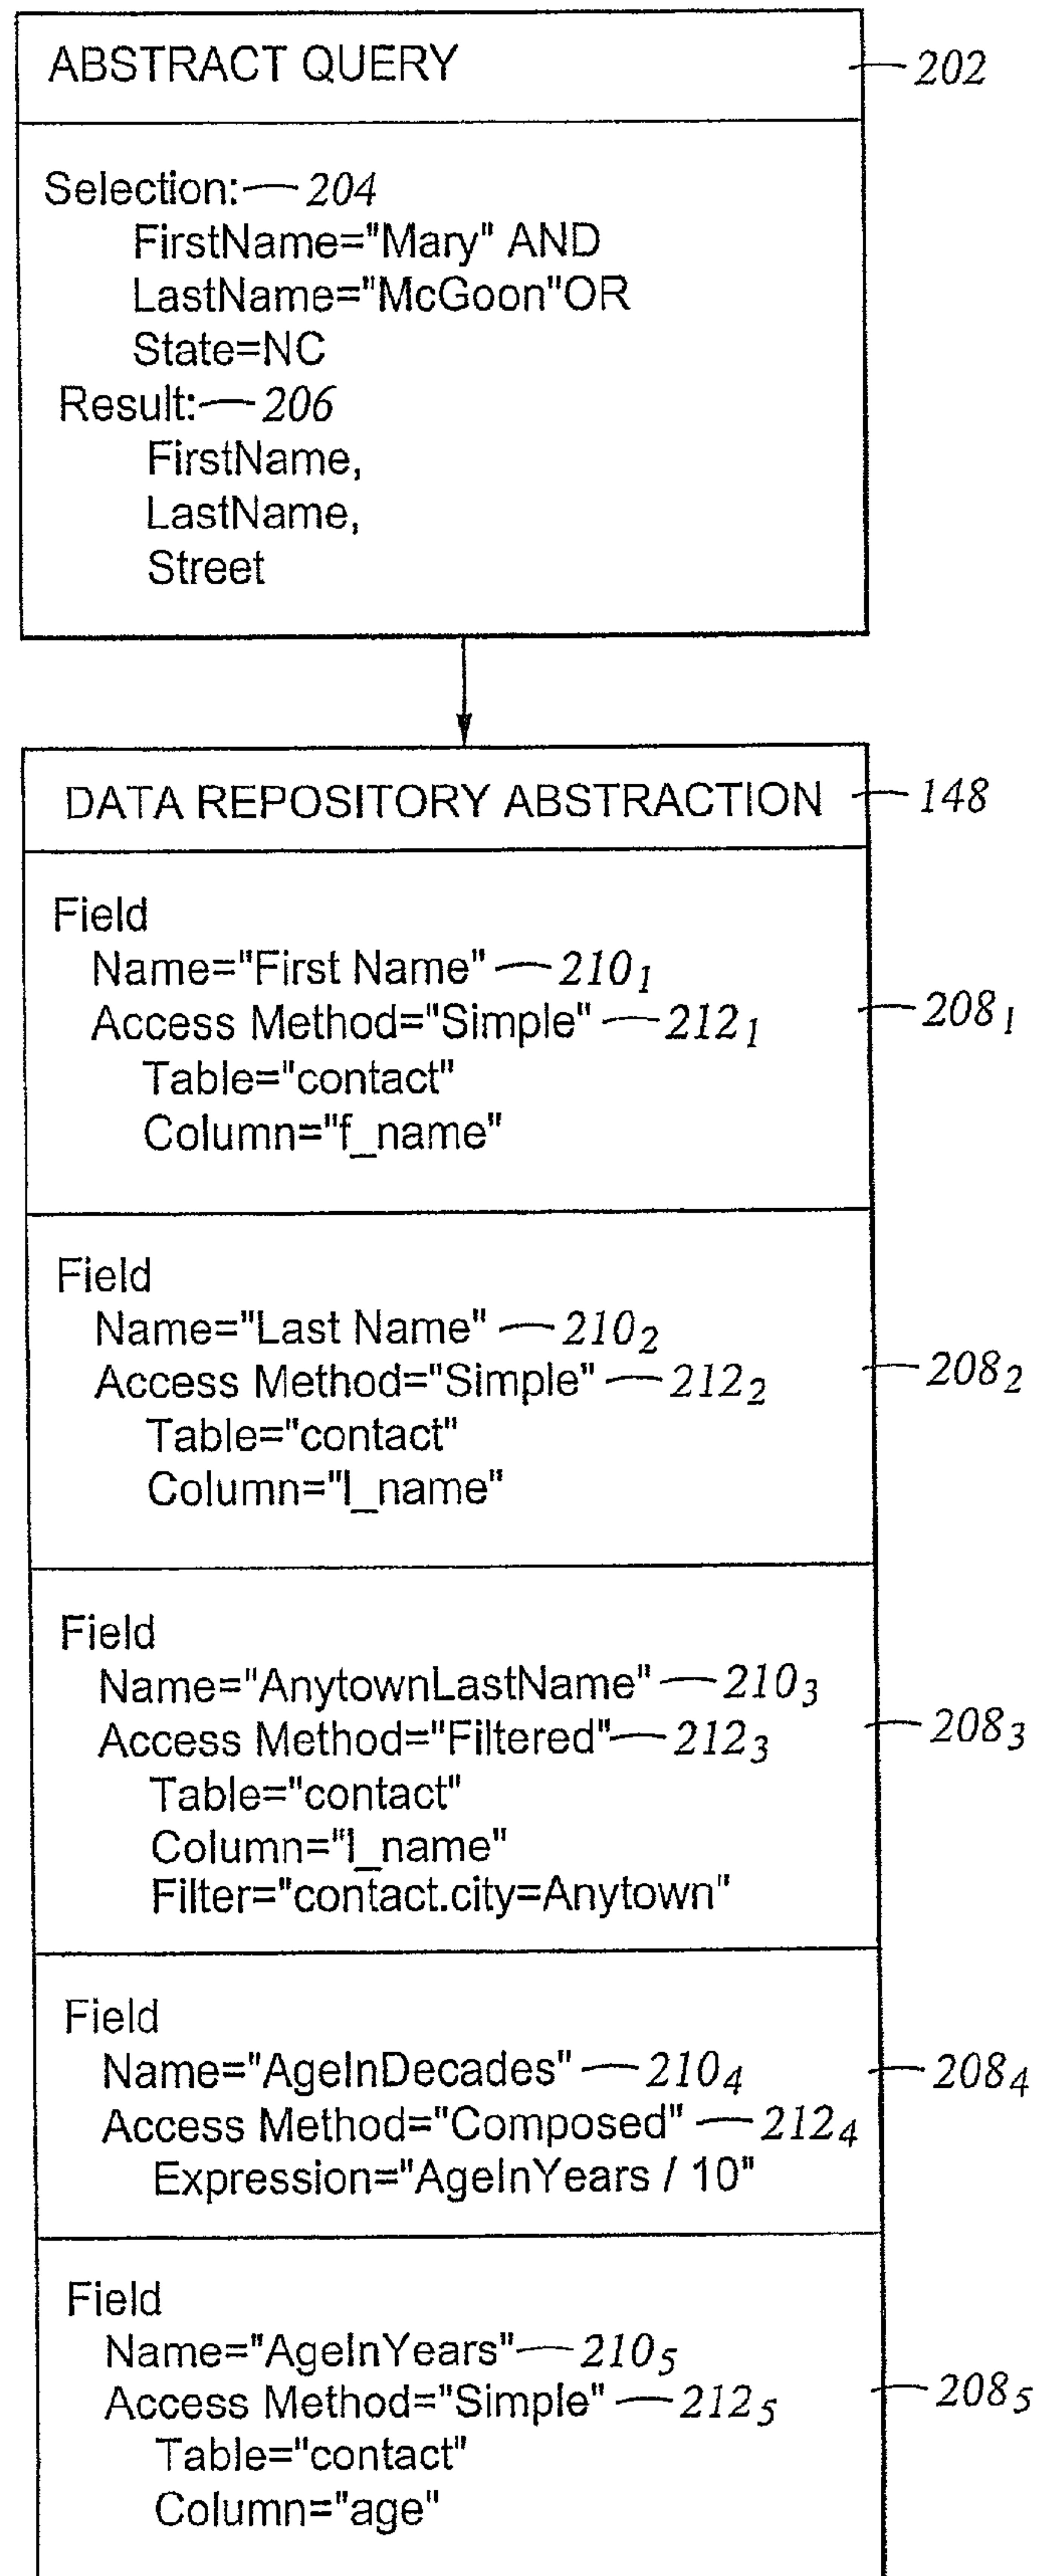 ABSTRACT QUERY 202
Selection: 204
FirstName="Mary" AND
LastName="McGoon"OR
State=NC
Result: 206
FirstName,
LastName,
Street
DATA REPOSITORY ABSTRACTION 148
Field
Name="First Name" 210₁
Access Method="Simple" 212₁ 208₁
Table="contact"
Column="f_name"
Field
Name="Last Name" 210₂
Access Method="Simple" 212₂ 208₂
Table="contact"
Column="l_name"
Field
Name="AnytownLastName" 210₃
Access Method="Filtered" 212₃ 208₃
Table="contact"
Column="l_name"
Filter="contact.city=Anytown"
Field
Name="AgeInDecades" 210₄ 208₄
Access Method="Composed" 212₄
Expression="AgeInYears / 10"
Field
Name="AgeInYears" 210₅
Access Method="Simple" 212₅ 208₅
Table="contact"
Column="age"